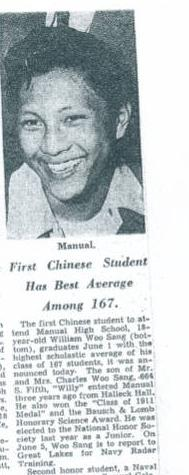 Manual.
First Chinese Student
Has Best Average
Among 167.
The first Chinese student to at-
tend Manual High School, 18-
year-old William Woo Sang (bot-
tom), graduates June 1 with the
highest scholastic average of his
class of 167 students, it was an-
nounced today. The son of Mr.
and Mrs. Charles Woo Sang, 664
S. Fifth, "Willy" entered Manual
three years ago from Halleck Hall.
He also won the "Class of 1911
Medal" and the Bausch & Lomb
Honorary Science Award. He was
elected to the National Honor So-
ciety last year as a Junior. On
June 5, Woo Sang is to report to
Great Lakes for Navy Radar
Training.
Second honor student, a Naval